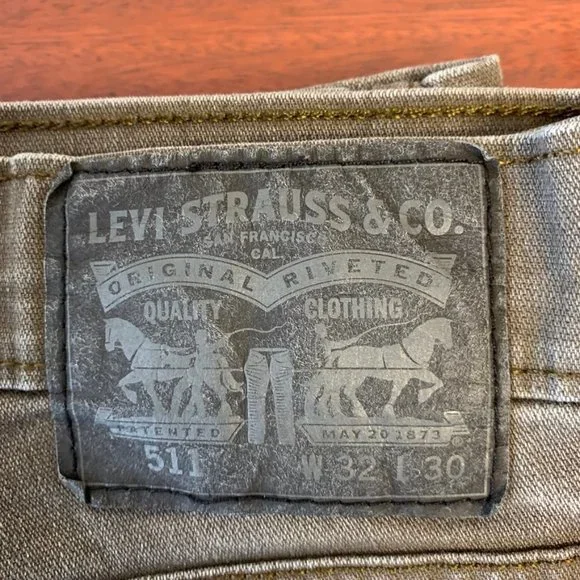 LEVI STRAUSS & CO.
SAN FRANCISCO
CAL.
ORIGINAL RIVETED
QUALITY CLOTHING
PATENTED MAY 20 1873
511 W 32 L 30